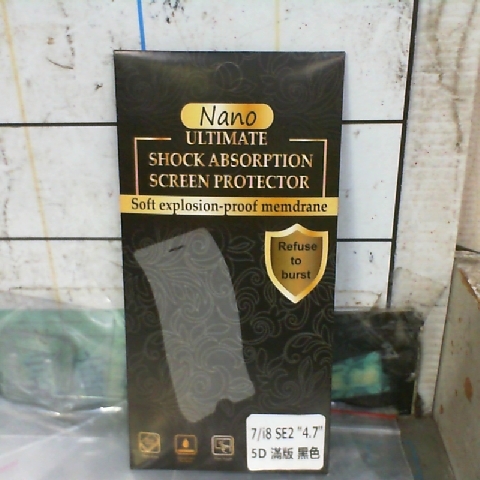 Nano
ULTIMATE
SHOCK ABSORPTION
SCREEN PROTECTOR
Soft explosion-proof memdrane
Refuse
to
burst
7/i8 SE2 "4.7"
5D 滿版 黑色